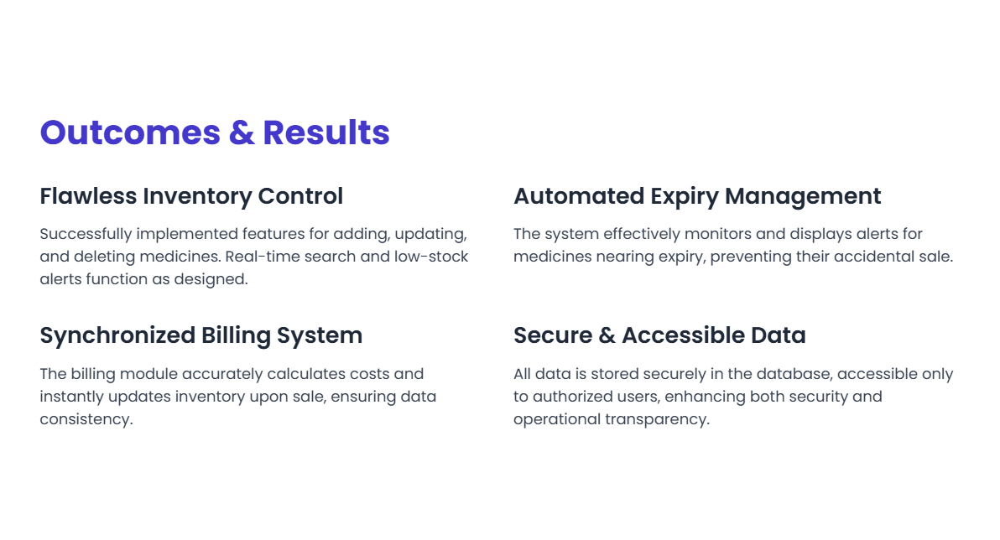 Outcomes & Results
Flawless Inventory Control
Successfully implemented features for adding, updating,
and deleting medicines. Real-time search and low-stock
alerts function as designed.
Automated Expiry Management
The system effectively monitors and displays alerts for
medicines nearing expiry, preventing their accidental sale.
Synchronized Billing System
The billing module accurately calculates costs and
instantly updates inventory upon sale, ensuring data
consistency.
Secure & Accessible Data
All data is stored securely in the database, accessible only
to authorized users, enhancing both security and
operational transparency.